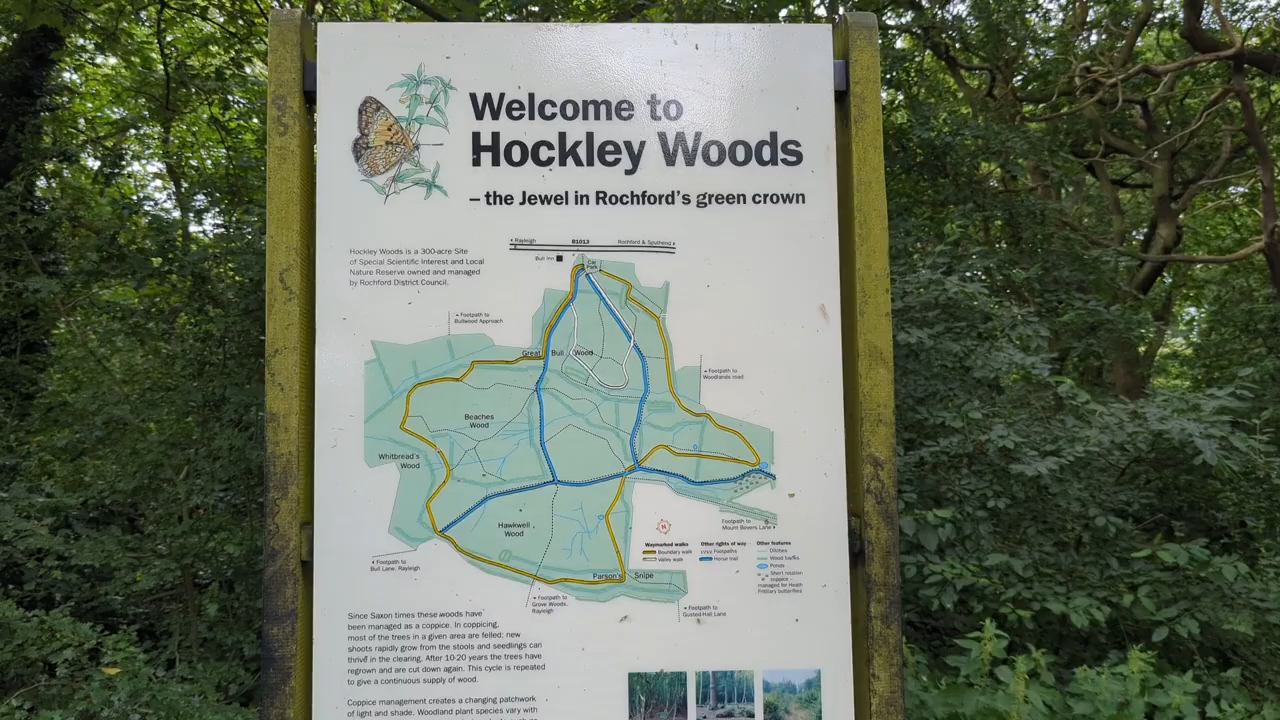 Welcome to
Hockley Woods
– the Jewel in Rochford's green crown
Hockley Woods is a 300-acre Site
of Special Scientific Interest and Local
Nature Reserve owned and managed
by Rochford District Council.
Rayleigh
B1013
Rochford & Southend
Bull Inn
Car
Park
Footpath to
Bullwood Approach
Great Bull Wood
Footpath to
Woodlands road
Beaches
Wood
Whitbread's
Wood
Hawkwell
Wood
Footpath to
Mount Bovers Lane
N
Footpath to
Bull Lane, Rayleigh
Parson's Snipe
Footpath to
Grove Woods,
Rayleigh
Footpath to
Gusted Hall Lane
Waymarked walks
Boundary walk
Valley walk
Other rights of way
Footpaths
Horse trail
Other features
Ditches
Wood banks
Ponds
Short rotation
coppice –
managed for Heath
Fritillary butterflies
Since Saxon times these woods have
been managed as a coppice. In coppicing,
most of the trees in a given area are felled; new
shoots rapidly grow from the stools and seedlings can
thrive in the clearing. After 10-20 years the trees have
regrown and are cut down again. This cycle is repeated
to give a continuous supply of wood.
Coppice management creates a changing patchwork
of light and shade. Woodland plant species vary with